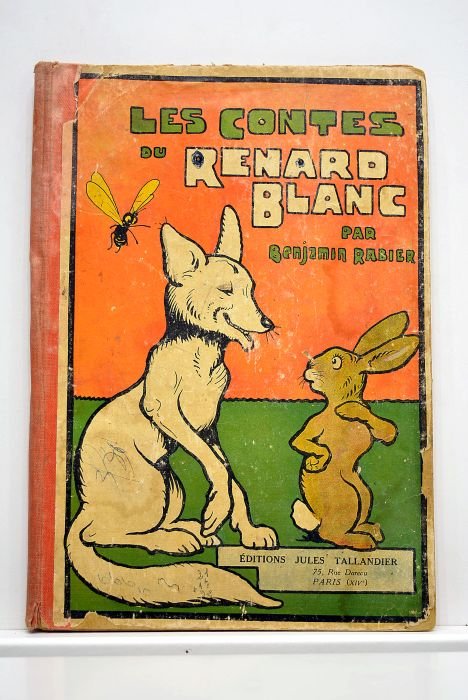 LES CONTES
DU RENARD
BLANC
PAR
Benjamin RABIER
ÉDITIONS JULES TALLANDIER
75, Rue Dareau
PARIS (XIVᵉ)